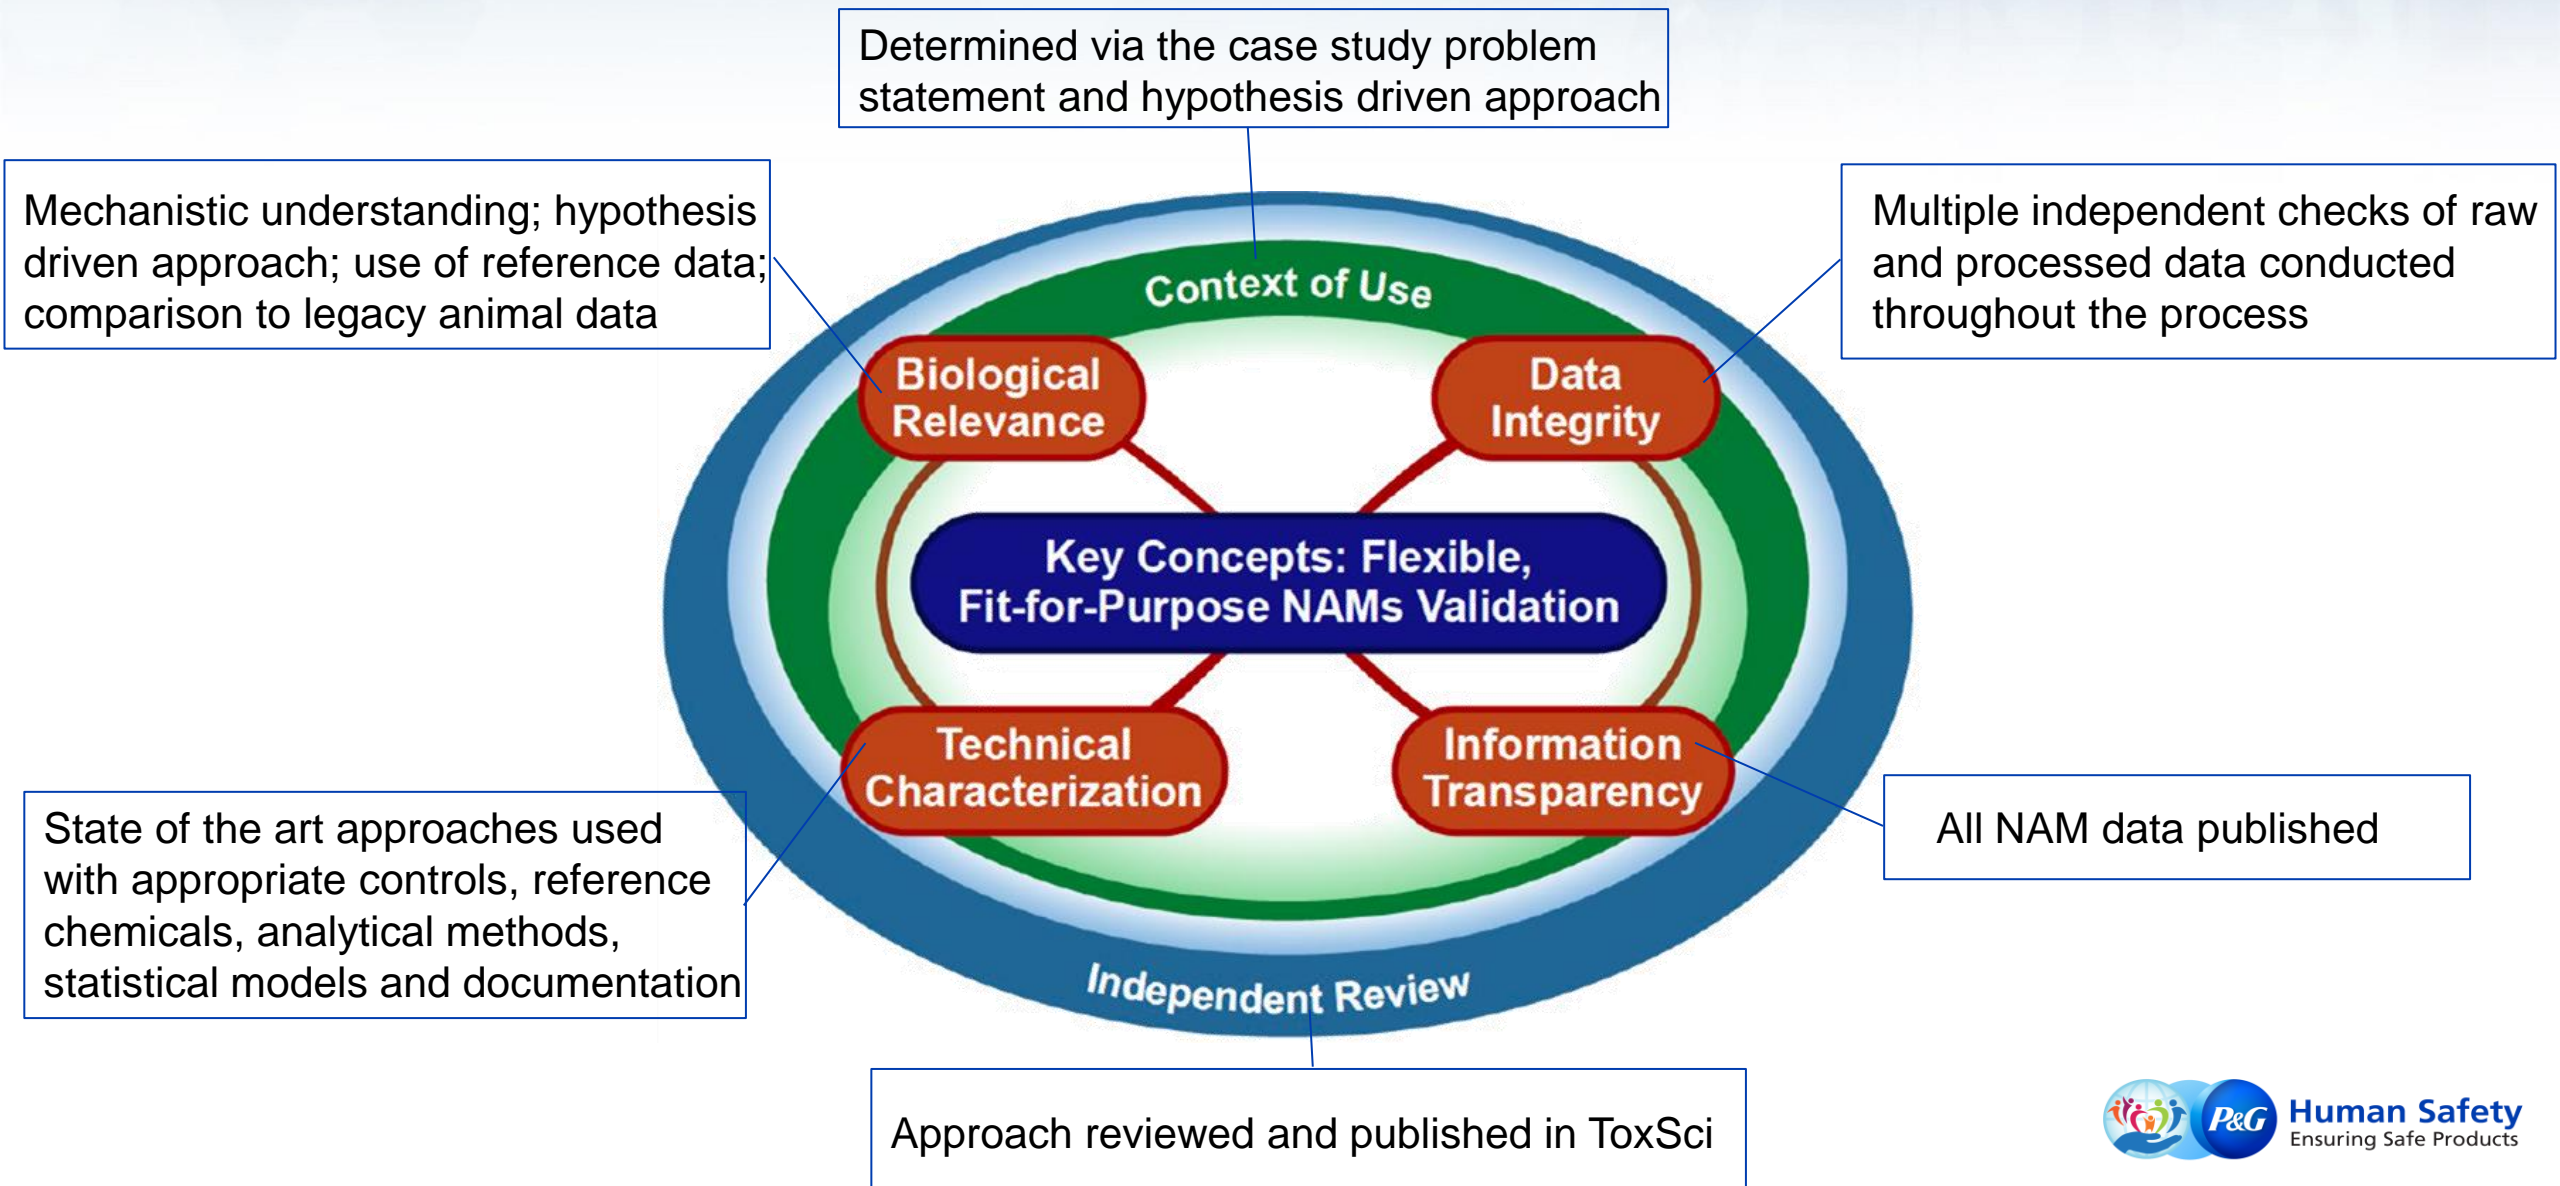 Determined via the case study problem
statement and hypothesis driven approach
Mechanistic understanding; hypothesis
driven approach; use of reference data;
comparison to legacy animal data
Multiple independent checks of raw
and processed data conducted
throughout the process
Context of Use
Biological
Relevance
Data
Integrity
Key Concepts: Flexible,
Fit-for-Purpose NAMs Validation
Technical
Characterization
Information
Transparency
State of the art approaches used
with appropriate controls, reference
chemicals, analytical methods,
statistical models and documentation
All NAM data published
Independent Review
Approach reviewed and published in ToxSci
P&G
Human Safety
Ensuring Safe Products